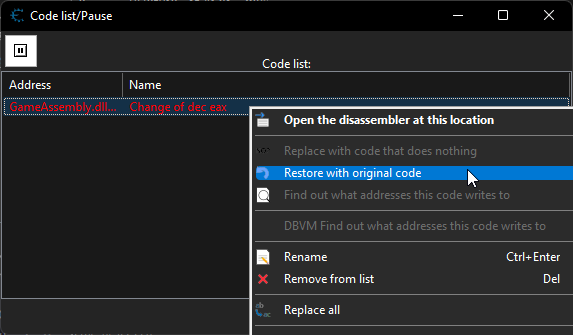 Code list/Pause
Code list:
Address Name
GameAssembly.dll... Change of dec eax
Open the disassembler at this location
Replace with code that does nothing
Restore with original code
Find out what addresses this code writes to
DBVM Find out what addresses this code writes to
Rename Ctrl+Enter
Remove from list Del
Replace all